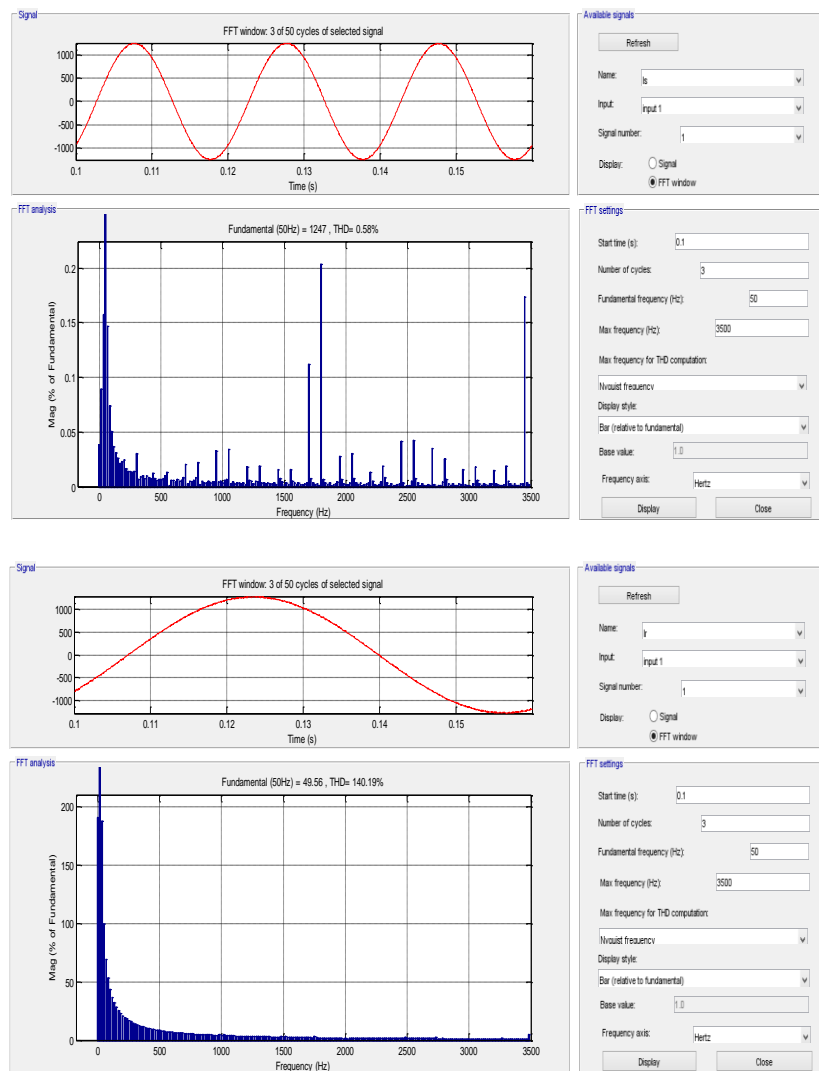 Signal
FFT window: 3 of 50 cycles of selected signal
1000
500
0
-500
-1000
0.1 0.11 0.12 0.13 0.14 0.15
Time (s)
Available signals
Refresh
Name: Is
Input: input 1
Signal number: 1
Display: Signal
FFT window
FFT analysis
Fundamental (50Hz) = 1247 , THD= 0.58%
Mag (% of Fundamental)
0.2
0.15
0.1
0.05
0
0 500 1000 1500 2000 2500 3000 3500
Frequency (Hz)
FFT settings
Start time (s): 0.1
Number of cycles: 3
Fundamental frequency (Hz): 50
Max frequency (Hz): 3500
Max frequency for THD computation:
Nyquist frequency
Display style:
Bar (relative to fundamental)
Base value: 1.0
Frequency axis: Hertz
Display Close
Signal
FFT window: 3 of 50 cycles of selected signal
1000
500
0
-500
-1000
0.1 0.11 0.12 0.13 0.14 0.15
Time (s)
Available signals
Refresh
Name: Ir
Input: input 1
Signal number: 1
Display: Signal
FFT window
FFT analysis
Fundamental (50Hz) = 49.56 , THD= 140.19%
Mag (% of Fundamental)
200
150
100
50
0
0 500 1000 1500 2000 2500 3000 3500
Frequency (Hz)
FFT settings
Start time (s): 0.1
Number of cycles: 3
Fundamental frequency (Hz): 50
Max frequency (Hz): 3500
Max frequency for THD computation:
Nyquist frequency
Display style:
Bar (relative to fundamental)
Base value: 1.0
Frequency axis: Hertz
Display Close